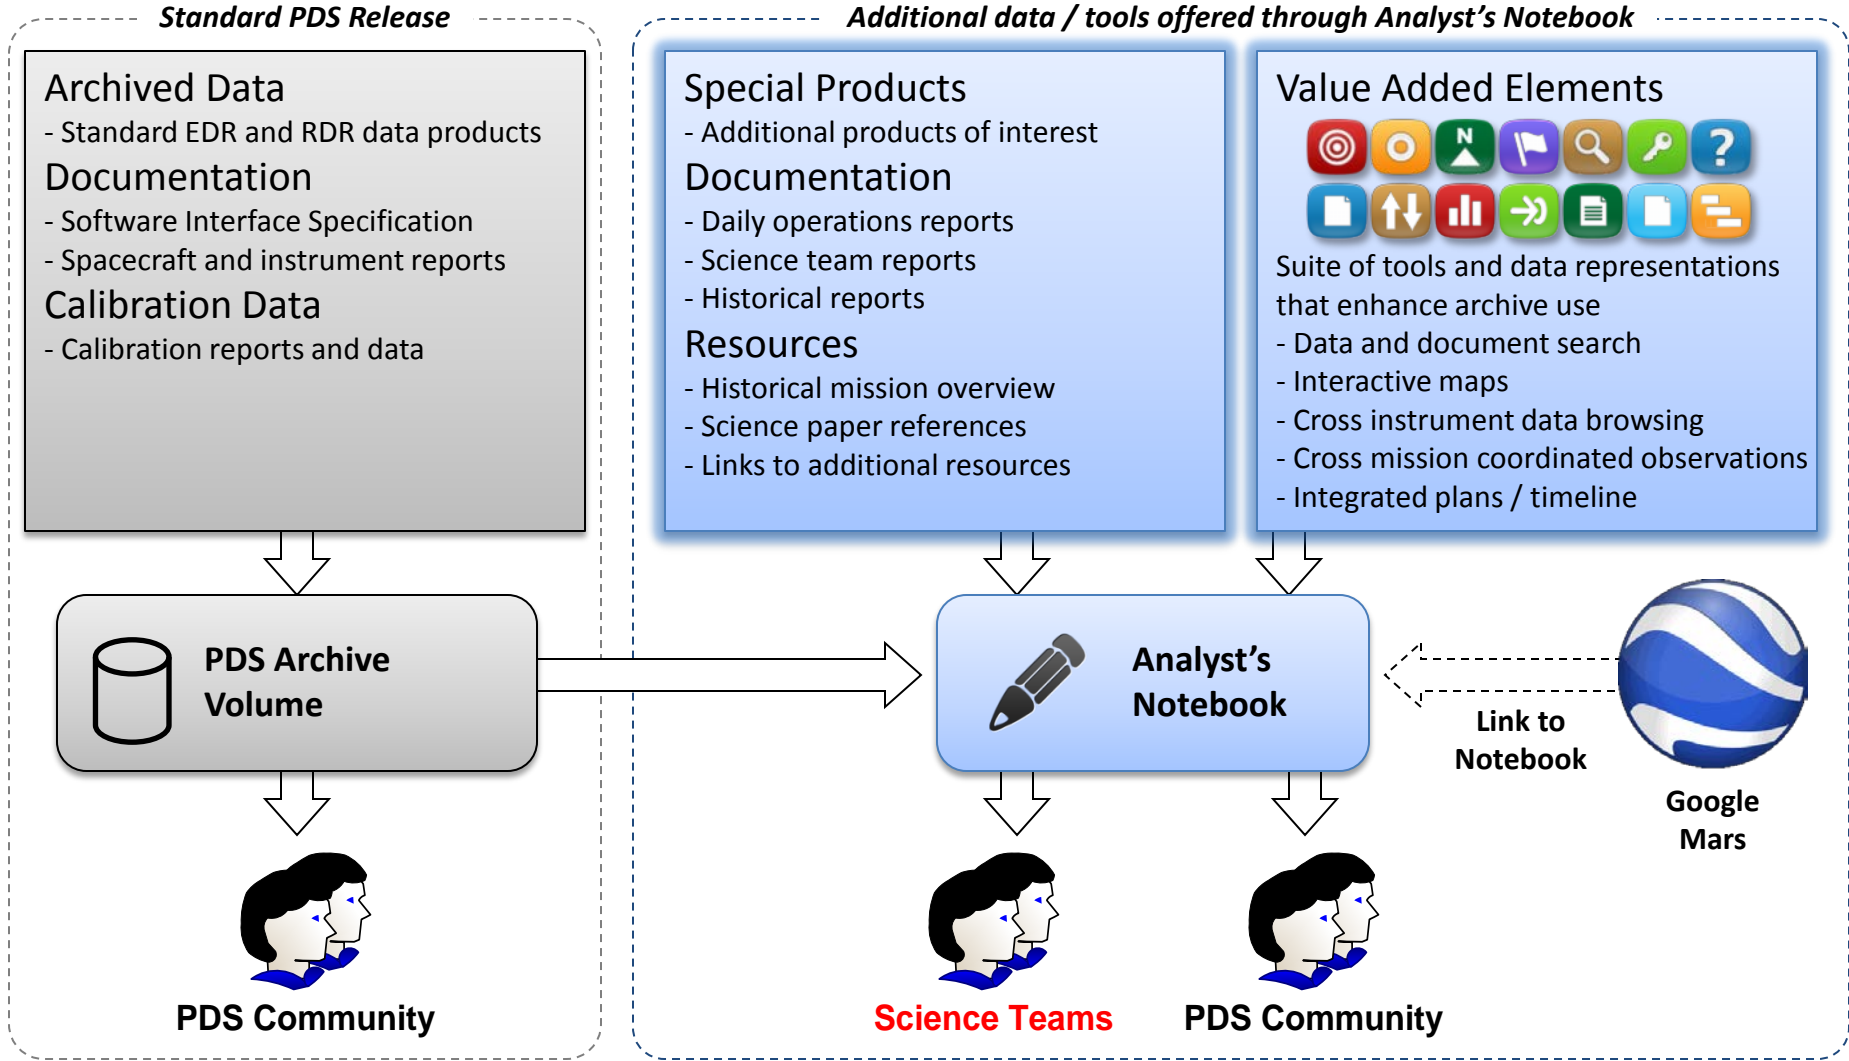 Standard PDS Release
Archived Data
- Standard EDR and RDR data products
Documentation
- Software Interface Specification
- Spacecraft and instrument reports
Calibration Data
- Calibration reports and data
PDS Archive
Volume
PDS Community
Additional data / tools offered through Analyst’s Notebook
Special Products
- Additional products of interest
Documentation
- Daily operations reports
- Science team reports
- Historical reports
Resources
- Historical mission overview
- Science paper references
- Links to additional resources
Value Added Elements
N
?
Suite of tools and data representations
that enhance archive use
- Data and document search
- Interactive maps
- Cross instrument data browsing
- Cross mission coordinated observations
- Integrated plans / timeline
Analyst’s
Notebook
Link to
Notebook
Google
Mars
Science Teams
PDS Community